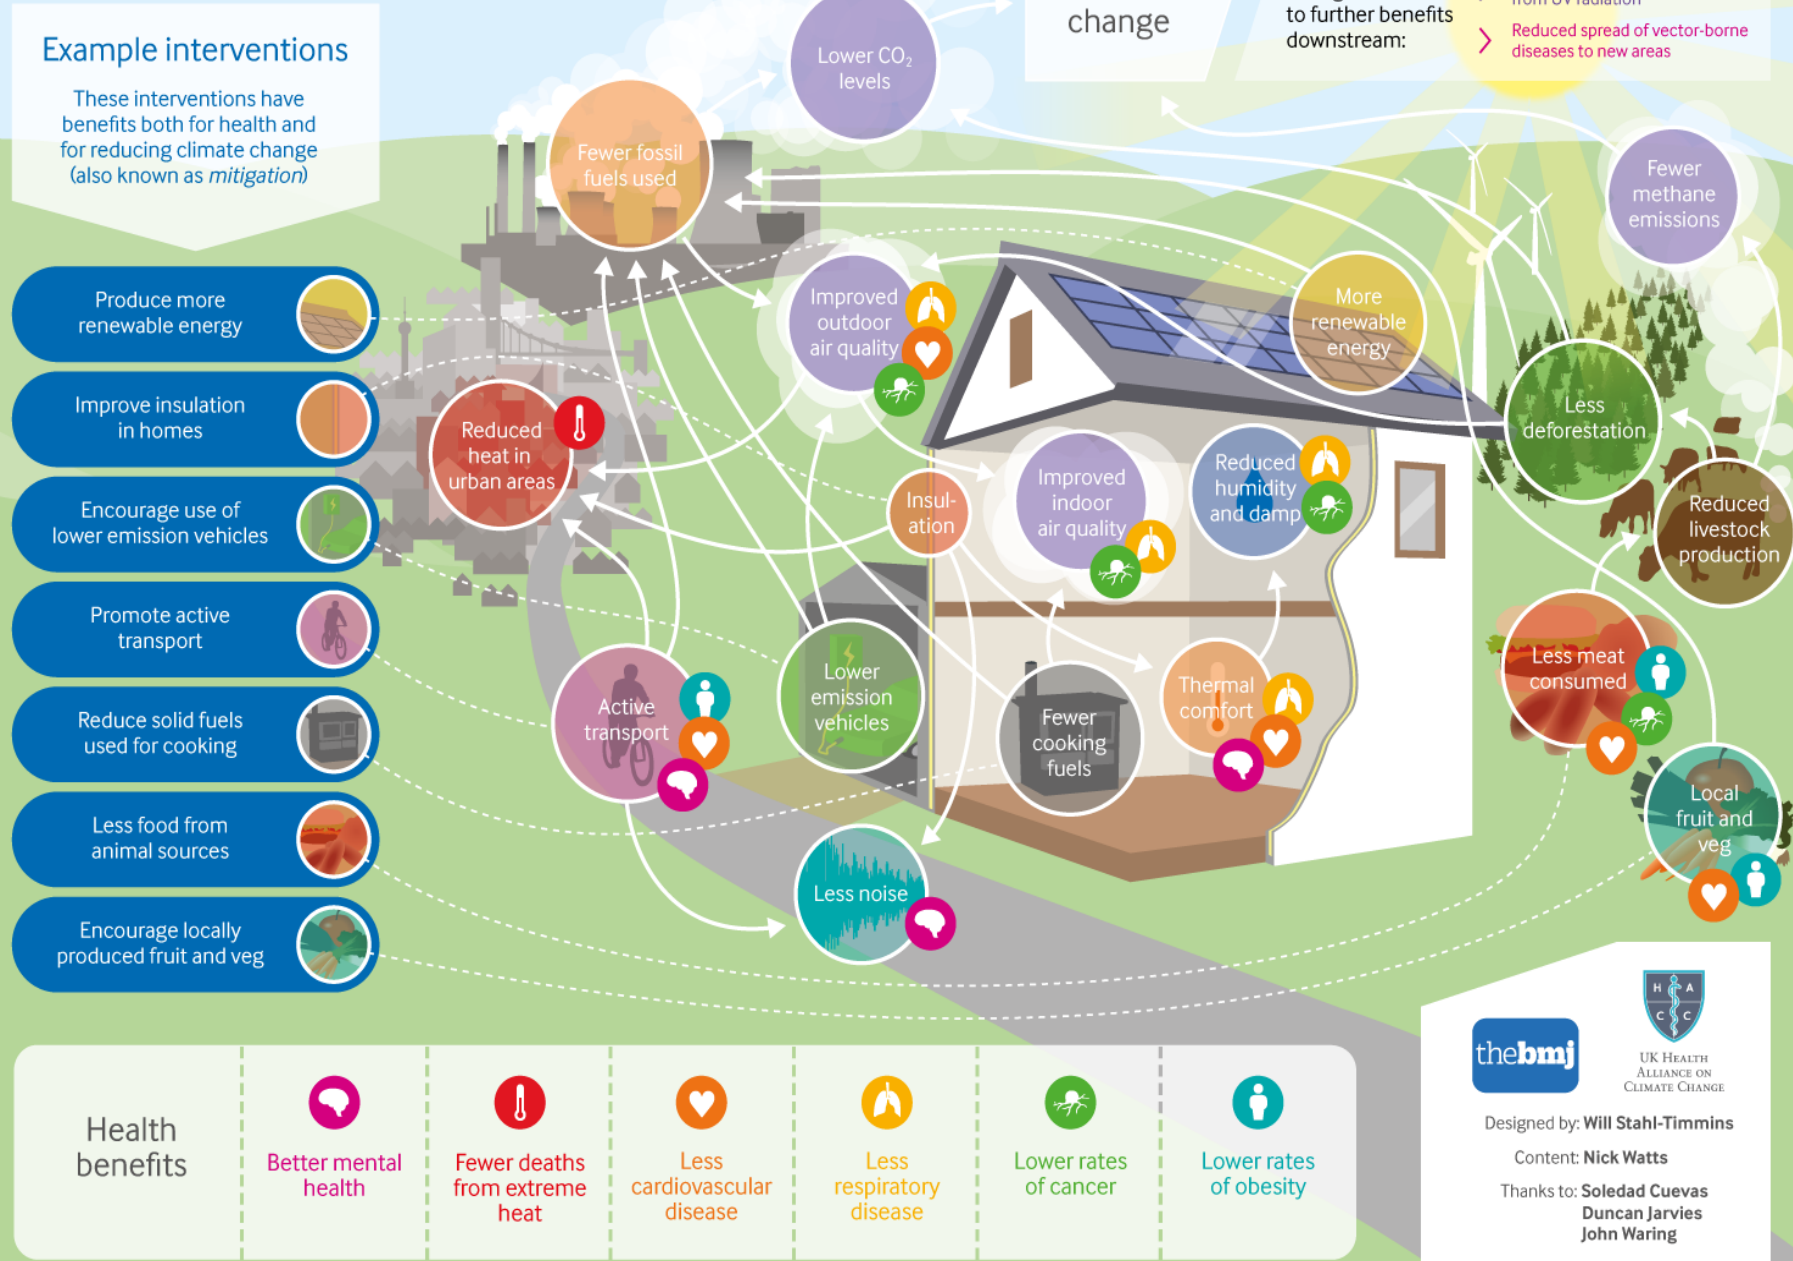 Example interventions
These interventions have
benefits both for health and
for reducing climate change
(also known as mitigation)
change
to further benefits
downstream:
from UV radiation
Reduced spread of vector-borne
diseases to new areas
Lower CO₂
levels
Fewer fossil
fuels used
Fewer
methane
emissions
Produce more
renewable energy
Improve insulation
in homes
Encourage use of
lower emission vehicles
Promote active
transport
Reduce solid fuels
used for cooking
Less food from
animal sources
Encourage locally
produced fruit and veg
Improved
outdoor
air quality
More
renewable
energy
Reduced
heat in
urban areas
Less
deforestation
Insul-
ation
Improved
indoor
air quality
Reduced
humidity
and damp
Reduced
livestock
production
Active
transport
Lower
emission
vehicles
Fewer
cooking
fuels
Thermal
comfort
Less meat
consumed
Local
fruit and
veg
Less noise
Health
benefits
Better mental
health
Fewer deaths
from extreme
heat
Less
cardiovascular
disease
Less
respiratory
disease
Lower rates
of cancer
Lower rates
of obesity
thebmj
H A
C C
UK HEALTH
ALLIANCE ON
CLIMATE CHANGE
Designed by: Will Stahl-Timmins
Content: Nick Watts
Thanks to: Soledad Cuevas
Duncan Jarvies
John Waring